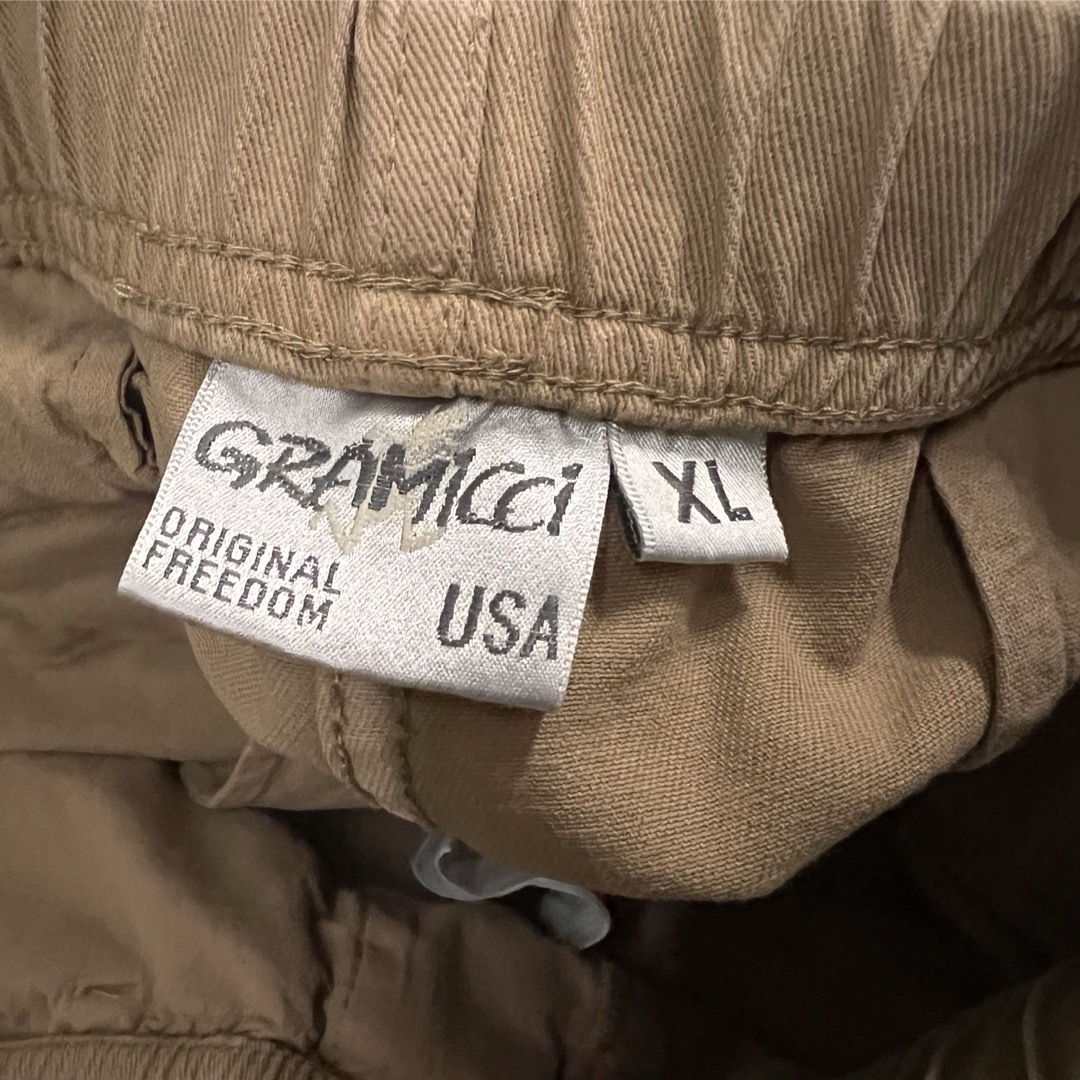 GRAMICCI
ORIGINAL
FREEDOM
USA
XL